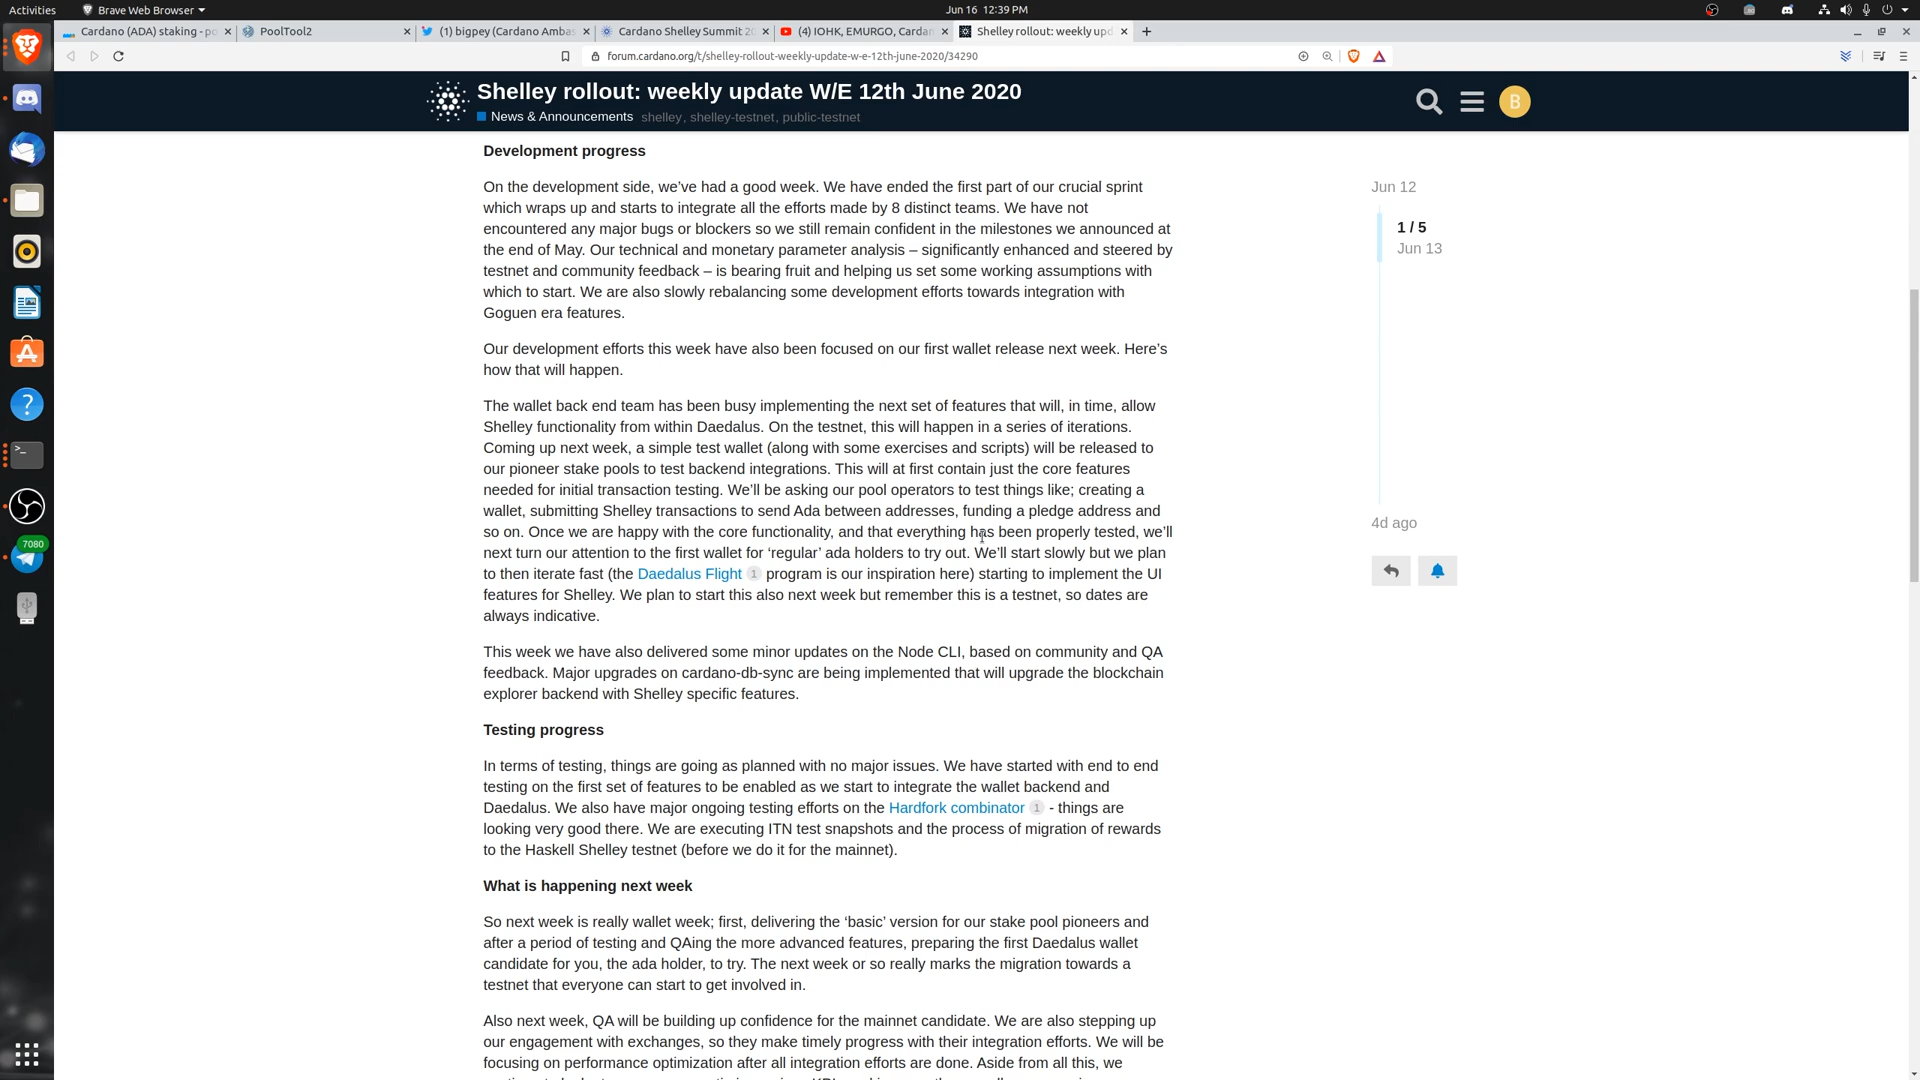 Activities
Brave Web Browser
Jun 16 12:39 PM
Cardano (ADA) staking - po
PoolTool2
(1) bigpey (Cardano Ambas
Cardano Shelley Summit 20
(4) IOHK, EMURGO, Cardan
Shelley rollout: weekly upd
forum.cardano.org/t/shelley-rollout-weekly-update-w-e-12th-june-2020/34290
Shelley rollout: weekly update W/E 12th June 2020
News & Announcements shelley, shelley-testnet, public-testnet
B
Development progress
On the development side, we've had a good week. We have ended the first part of our crucial sprint
which wraps up and starts to integrate all the efforts made by 8 distinct teams. We have not
encountered any major bugs or blockers so we still remain confident in the milestones we announced at
the end of May. Our technical and monetary parameter analysis – significantly enhanced and steered by
testnet and community feedback – is bearing fruit and helping us set some working assumptions with
which to start. We are also slowly rebalancing some development efforts towards integration with
Goguen era features.
Our development efforts this week have also been focused on our first wallet release next week. Here's
how that will happen.
The wallet back end team has been busy implementing the next set of features that will, in time, allow
Shelley functionality from within Daedalus. On the testnet, this will happen in a series of iterations.
Coming up next week, a simple test wallet (along with some exercises and scripts) will be released to
our pioneer stake pools to test backend integrations. This will at first contain just the core features
needed for initial transaction testing. We'll be asking our pool operators to test things like; creating a
wallet, submitting Shelley transactions to send Ada between addresses, funding a pledge address and
so on. Once we are happy with the core functionality, and that everything has been properly tested, we'll
next turn our attention to the first wallet for 'regular' ada holders to try out. We'll start slowly but we plan
to then iterate fast (the Daedalus Flight 1 program is our inspiration here) starting to implement the UI
features for Shelley. We plan to start this also next week but remember this is a testnet, so dates are
always indicative.
This week we have also delivered some minor updates on the Node CLI, based on community and QA
feedback. Major upgrades on cardano-db-sync are being implemented that will upgrade the blockchain
explorer backend with Shelley specific features.
Testing progress
In terms of testing, things are going as planned with no major issues. We have started with end to end
testing on the first set of features to be enabled as we start to integrate the wallet backend and
Daedalus. We also have major ongoing testing efforts on the Hardfork combinator 1 - things are
looking very good there. We are executing ITN test snapshots and the process of migration of rewards
to the Haskell Shelley testnet (before we do it for the mainnet).
What is happening next week
So next week is really wallet week; first, delivering the 'basic' version for our stake pool pioneers and
after a period of testing and QAing the more advanced features, preparing the first Daedalus wallet
candidate for you, the ada holder, to try. The next week or so really marks the migration towards a
testnet that everyone can start to get involved in.
Also next week, QA will be building up confidence for the mainnet candidate. We are also stepping up
our engagement with exchanges, so they make timely progress with their integration efforts. We will be
focusing on performance optimization after all integration efforts are done. Aside from all this, we
Jun 12
1 / 5
Jun 13
4d ago
7080